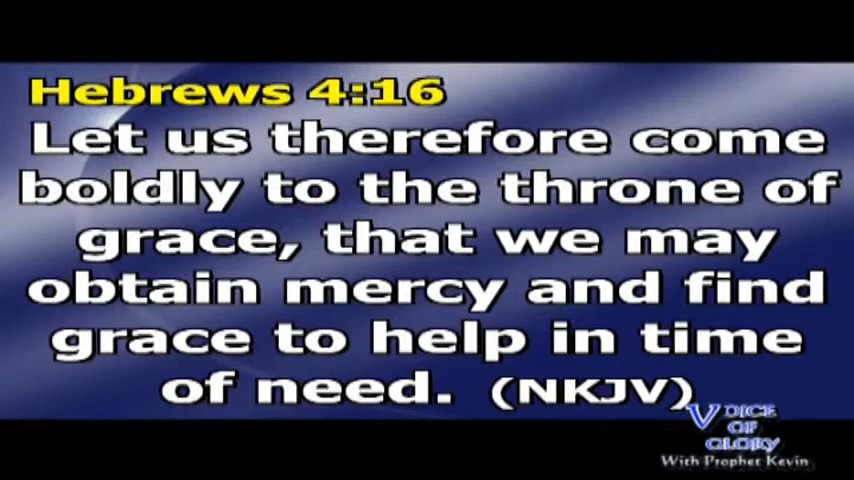 Hebrews 4:16
Let us therefore come
boldly to the throne of
grace, that we may
obtain mercy and find
grace to help in time
of need. (NKJV)
VOICE
OF
GLORY
With Prophet Kevin